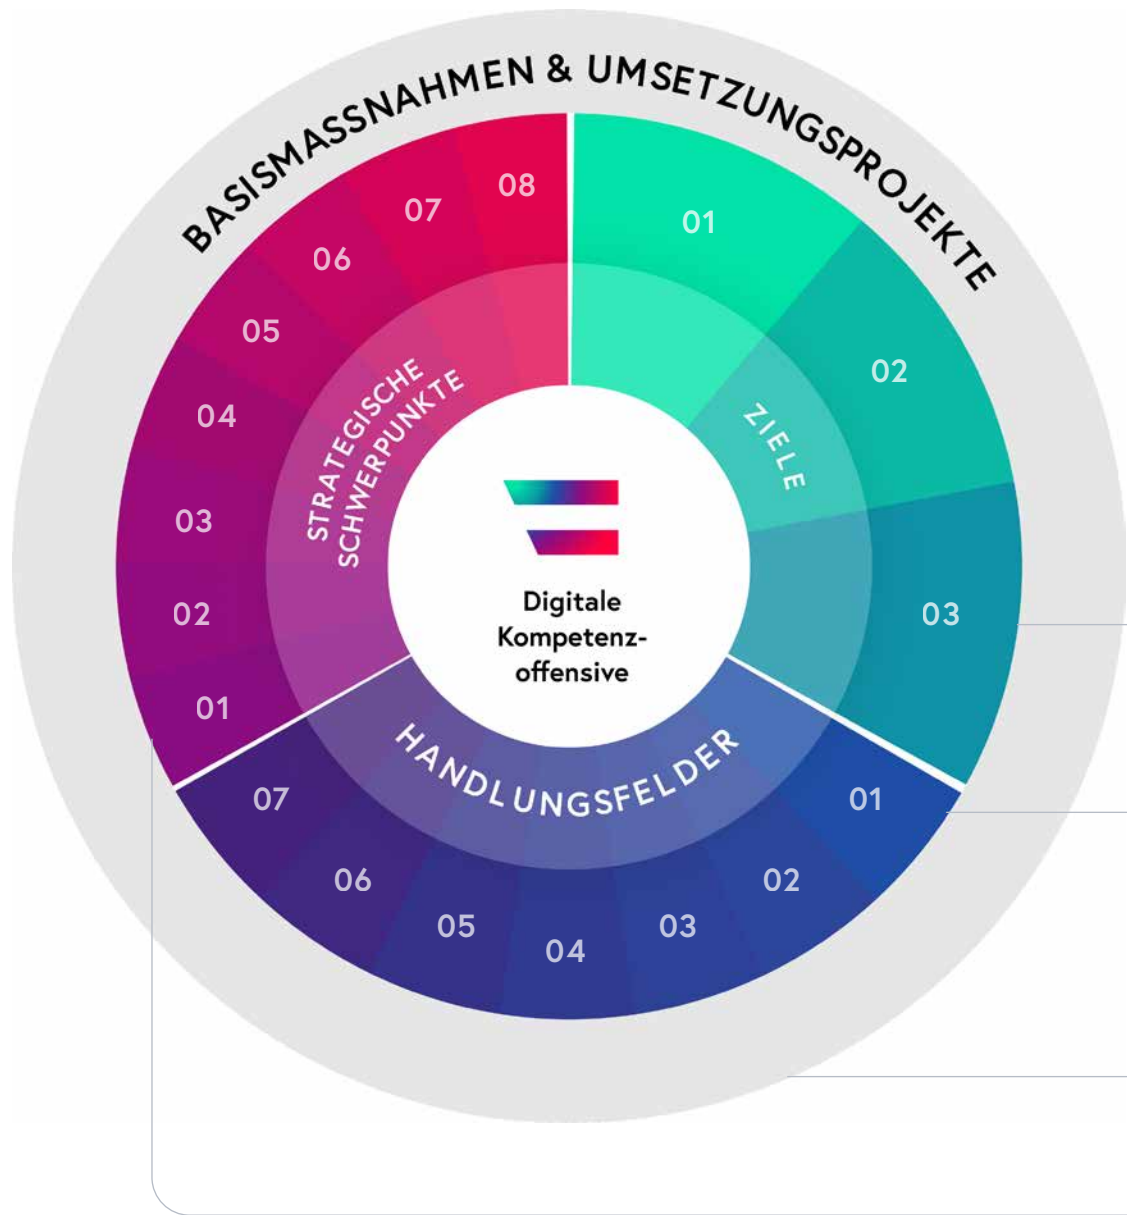 BASISMASSNAHMEN & UMSETZUNGSPROJEKTE
01
02
03
ZIELE
01
02
03
04
05
06
07
HANDLUNGSFELDER
01
02
03
04
05
06
07
08
STRATEGISCHE
SCHWERPUNKTE
Digitale
Kompetenz-
offensive